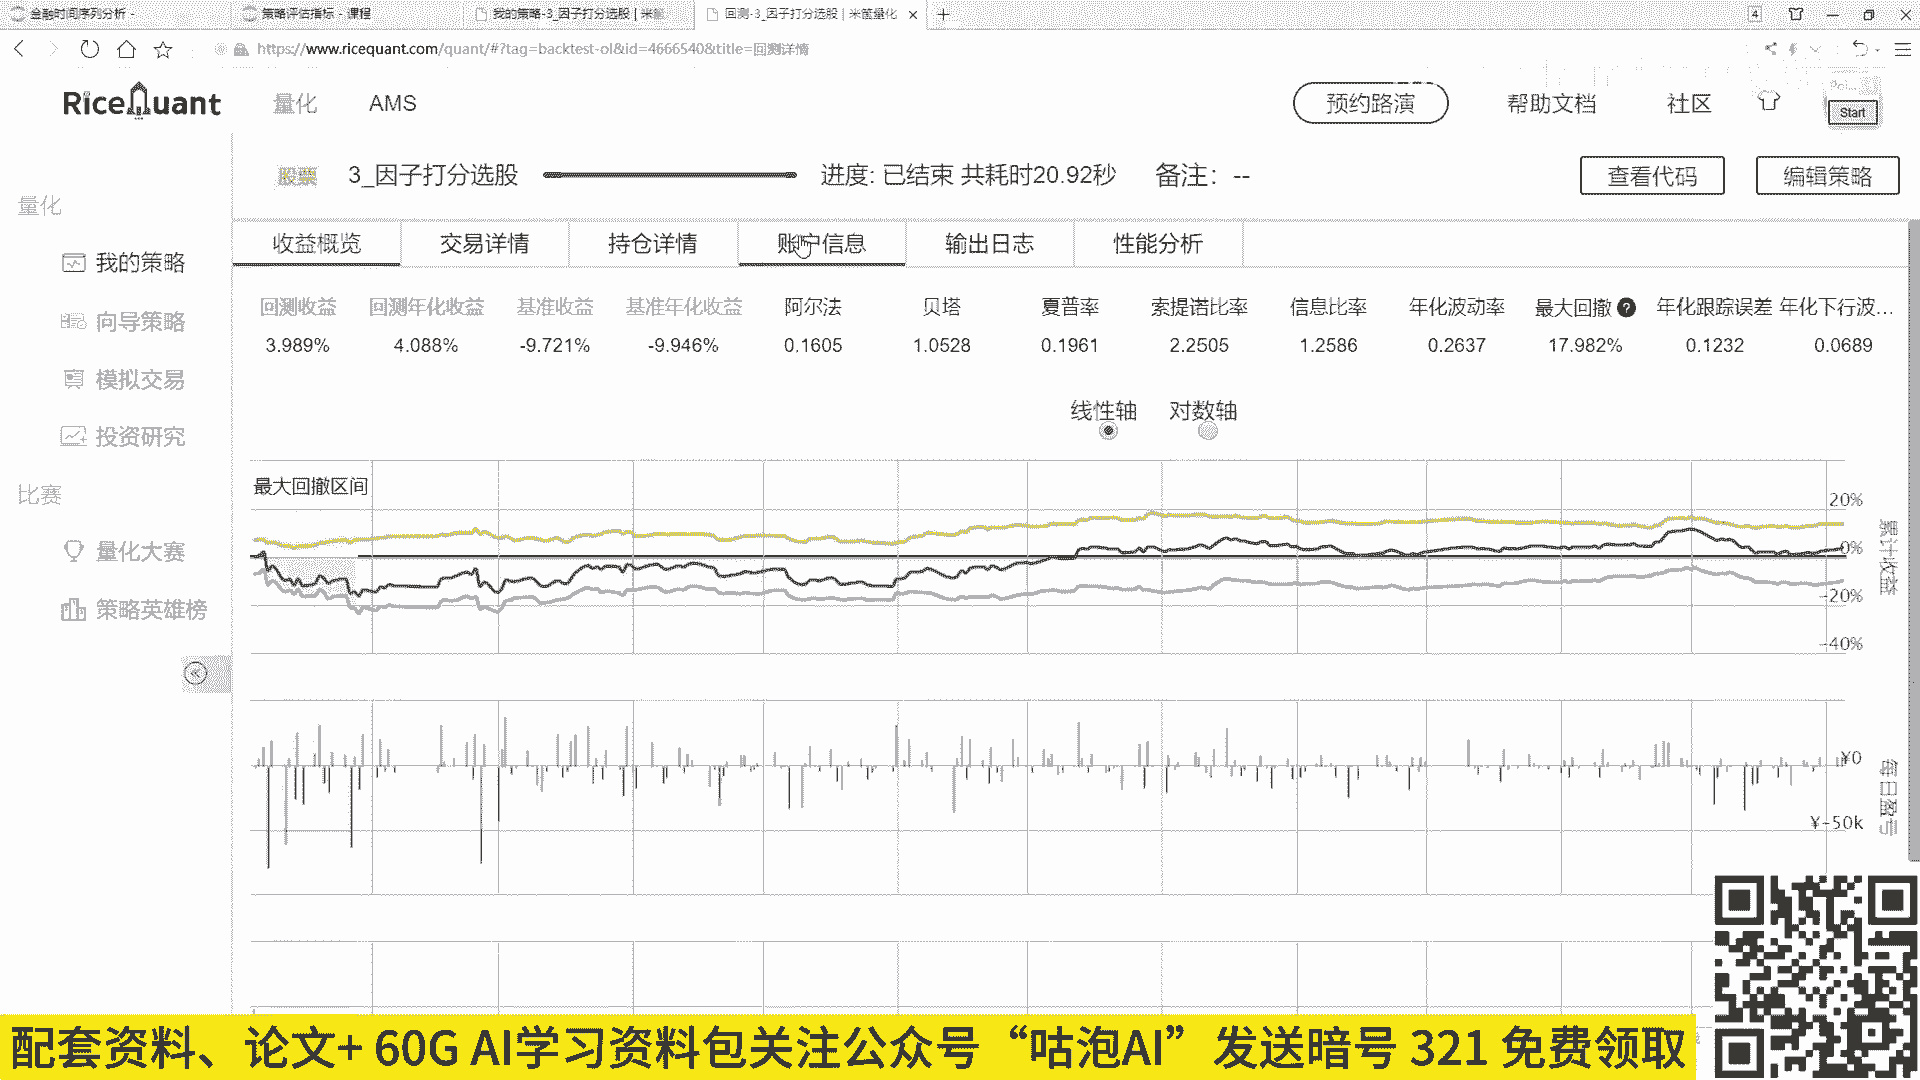 金融时间序列分析 -
策略评估指标 - 课程
我的策略-3_因子打分选股 | 米筐
回测-3_因子打分选股 | 米筐量化
4
https://www.ricequant.com/quant/#?tag=backtest-ol&id=4666540&title=回测详情
RiceQuant
量化
AMS
预约路演
帮助文档
社区
Start
股票
3_因子打分选股
进度: 已结束 共耗时20.92秒
备注： --
查看代码
编辑策略
量化
我的策略
向导策略
模拟交易
投资研究
比赛
量化大赛
策略英雄榜
收益概览
交易详情
持仓详情
账户信息
输出日志
性能分析
回测收益 回测年化收益 基准收益 基准年化收益 阿尔法 贝塔 夏普率 索提诺比率 信息比率 年化波动率 最大回撤 ? 年化跟踪误差 年化下行波...
3.989% 4.088% -9.721% -9.946% 0.1605 1.0528 0.1961 2.2505 1.2586 0.2637 17.982% 0.1232 0.0689
线性轴 对数轴
最大回撤区间
20%
0%
-20%
-40%
累计收益
¥0
¥-50k
每日盈亏
配套资料、论文+ 60G AI学习资料包关注公众号“咕泡AI”发送暗号 321 免费领取